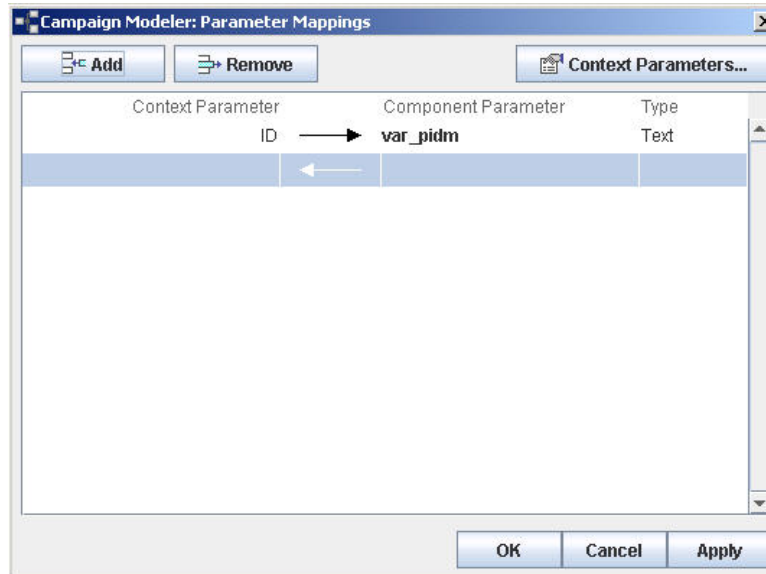 Campaign Modeler: Parameter Mappings
Add Remove Context Parameters...
Context Parameter Component Parameter Type
ID var_pidm Text
OK Cancel Apply